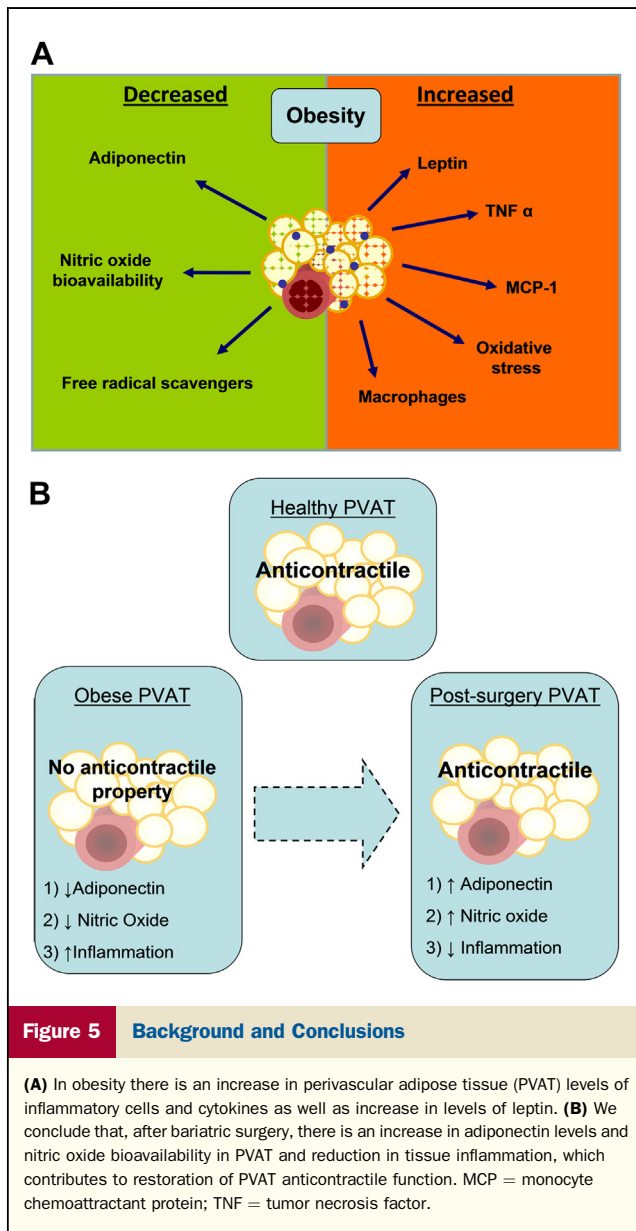 A
Decreased
Increased
Obesity
Adiponectin
Leptin
TNF α
Nitric oxide
bioavailability
MCP-1
Oxidative
stress
Free radical scavengers
Macrophages
B
Healthy PVAT
Anticontractile
Obese PVAT
No anticontractile
property
1) ↓Adiponectin
2) ↓ Nitric Oxide
3) ↑Inflammation
Post-surgery PVAT
Anticontractile
1) ↑ Adiponectin
2) ↑ Nitric oxide
3) ↓ Inflammation
Figure 5 Background and Conclusions
(A) In obesity there is an increase in perivascular adipose tissue (PVAT) levels of
inflammatory cells and cytokines as well as increase in levels of leptin. (B) We
conclude that, after bariatric surgery, there is an increase in adiponectin levels and
nitric oxide bioavailability in PVAT and reduction in tissue inflammation, which
contributes to restoration of PVAT anticontractile function. MCP = monocyte
chemoattractant protein; TNF = tumor necrosis factor.